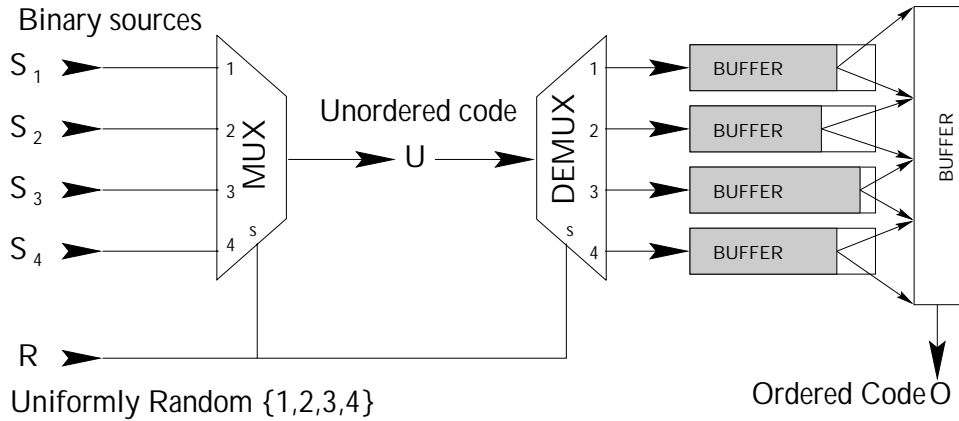 Binary sources
S 1
S 2
S 3
S 4
1
2
3
4
s
MUX
Unordered code
U
DEMUX
1
2
3
4
s
BUFFER
BUFFER
BUFFER
BUFFER
BUFFER
R
Uniformly Random {1,2,3,4}
Ordered Code O